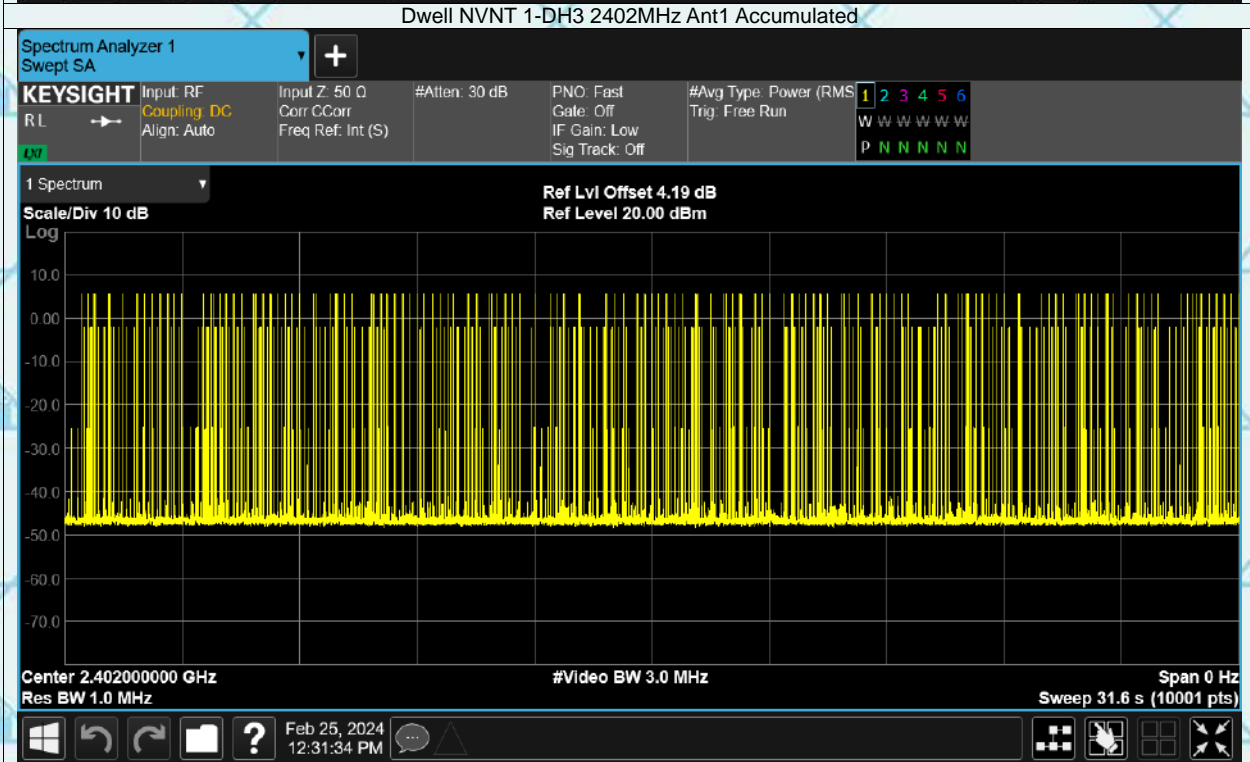 Dwell NVNT 1-DH3 2402MHz Ant1 Accumulated
Spectrum Analyzer 1
Swept SA
+
KEYSIGHT
RL
LXI
Input: RF
Coupling: DC
Align: Auto
Input Z: 50 Ω
Corr CCorr
Freq Ref: Int (S)
#Atten: 30 dB
PNO: Fast
Gate: Off
IF Gain: Low
Sig Track: Off
#Avg Type: Power (RMS
Trig: Free Run
1 2 3 4 5 6
W W W W W W
P N N N N N
1 Spectrum
Scale/Div 10 dB
Ref Lvl Offset 4.19 dB
Ref Level 20.00 dBm
Log
10.0
0.00
-10.0
-20.0
-30.0
-40.0
-50.0
-60.0
-70.0
Center 2.402000000 GHz
Res BW 1.0 MHz
#Video BW 3.0 MHz
Span 0 Hz
Sweep 31.6 s (10001 pts)
?
Feb 25, 2024
12:31:34 PM